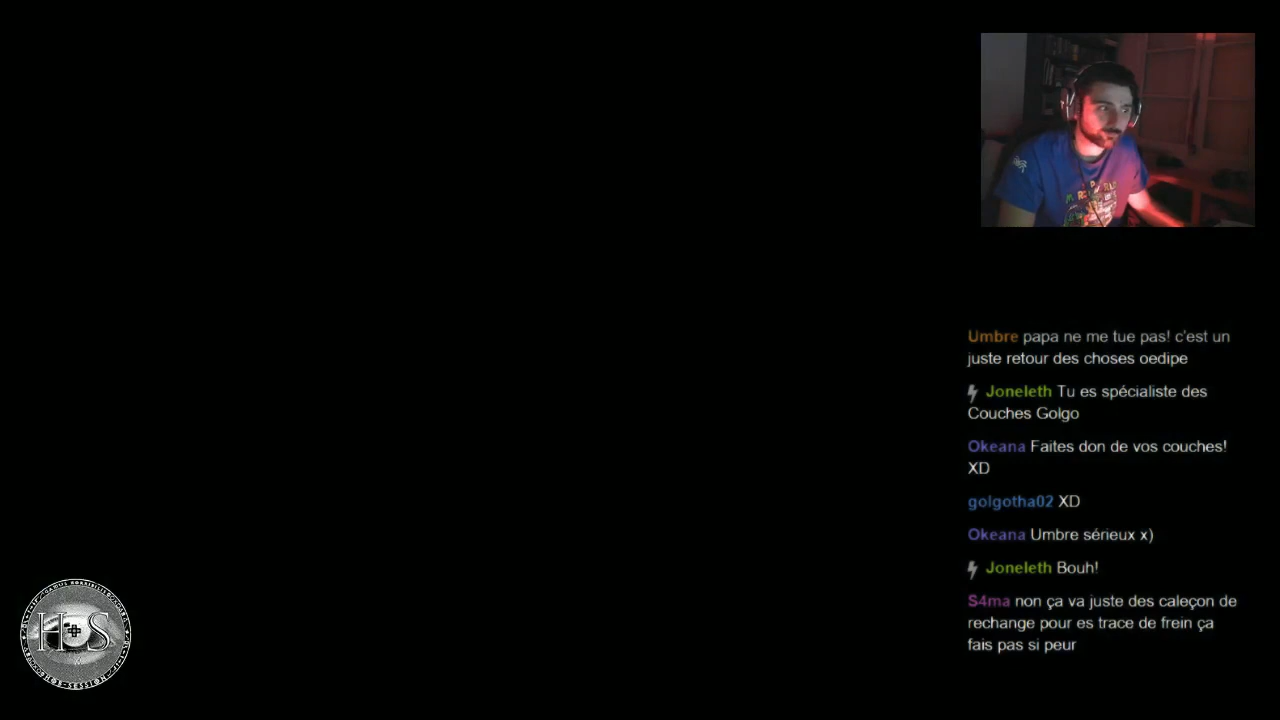 Umbre papa ne me tue pas! c'est un
juste retour des choses oedipe
Joneleth Tu es spécialiste des
Couches Golgo
Okeana Faites don de vos couches!
XD
golgotha02 XD
Okeana Umbre sérieux x)
Joneleth Bouh!
S4ma non ça va juste des caleçon de
rechange pour es trace de frein ça
fais pas si peur
H S